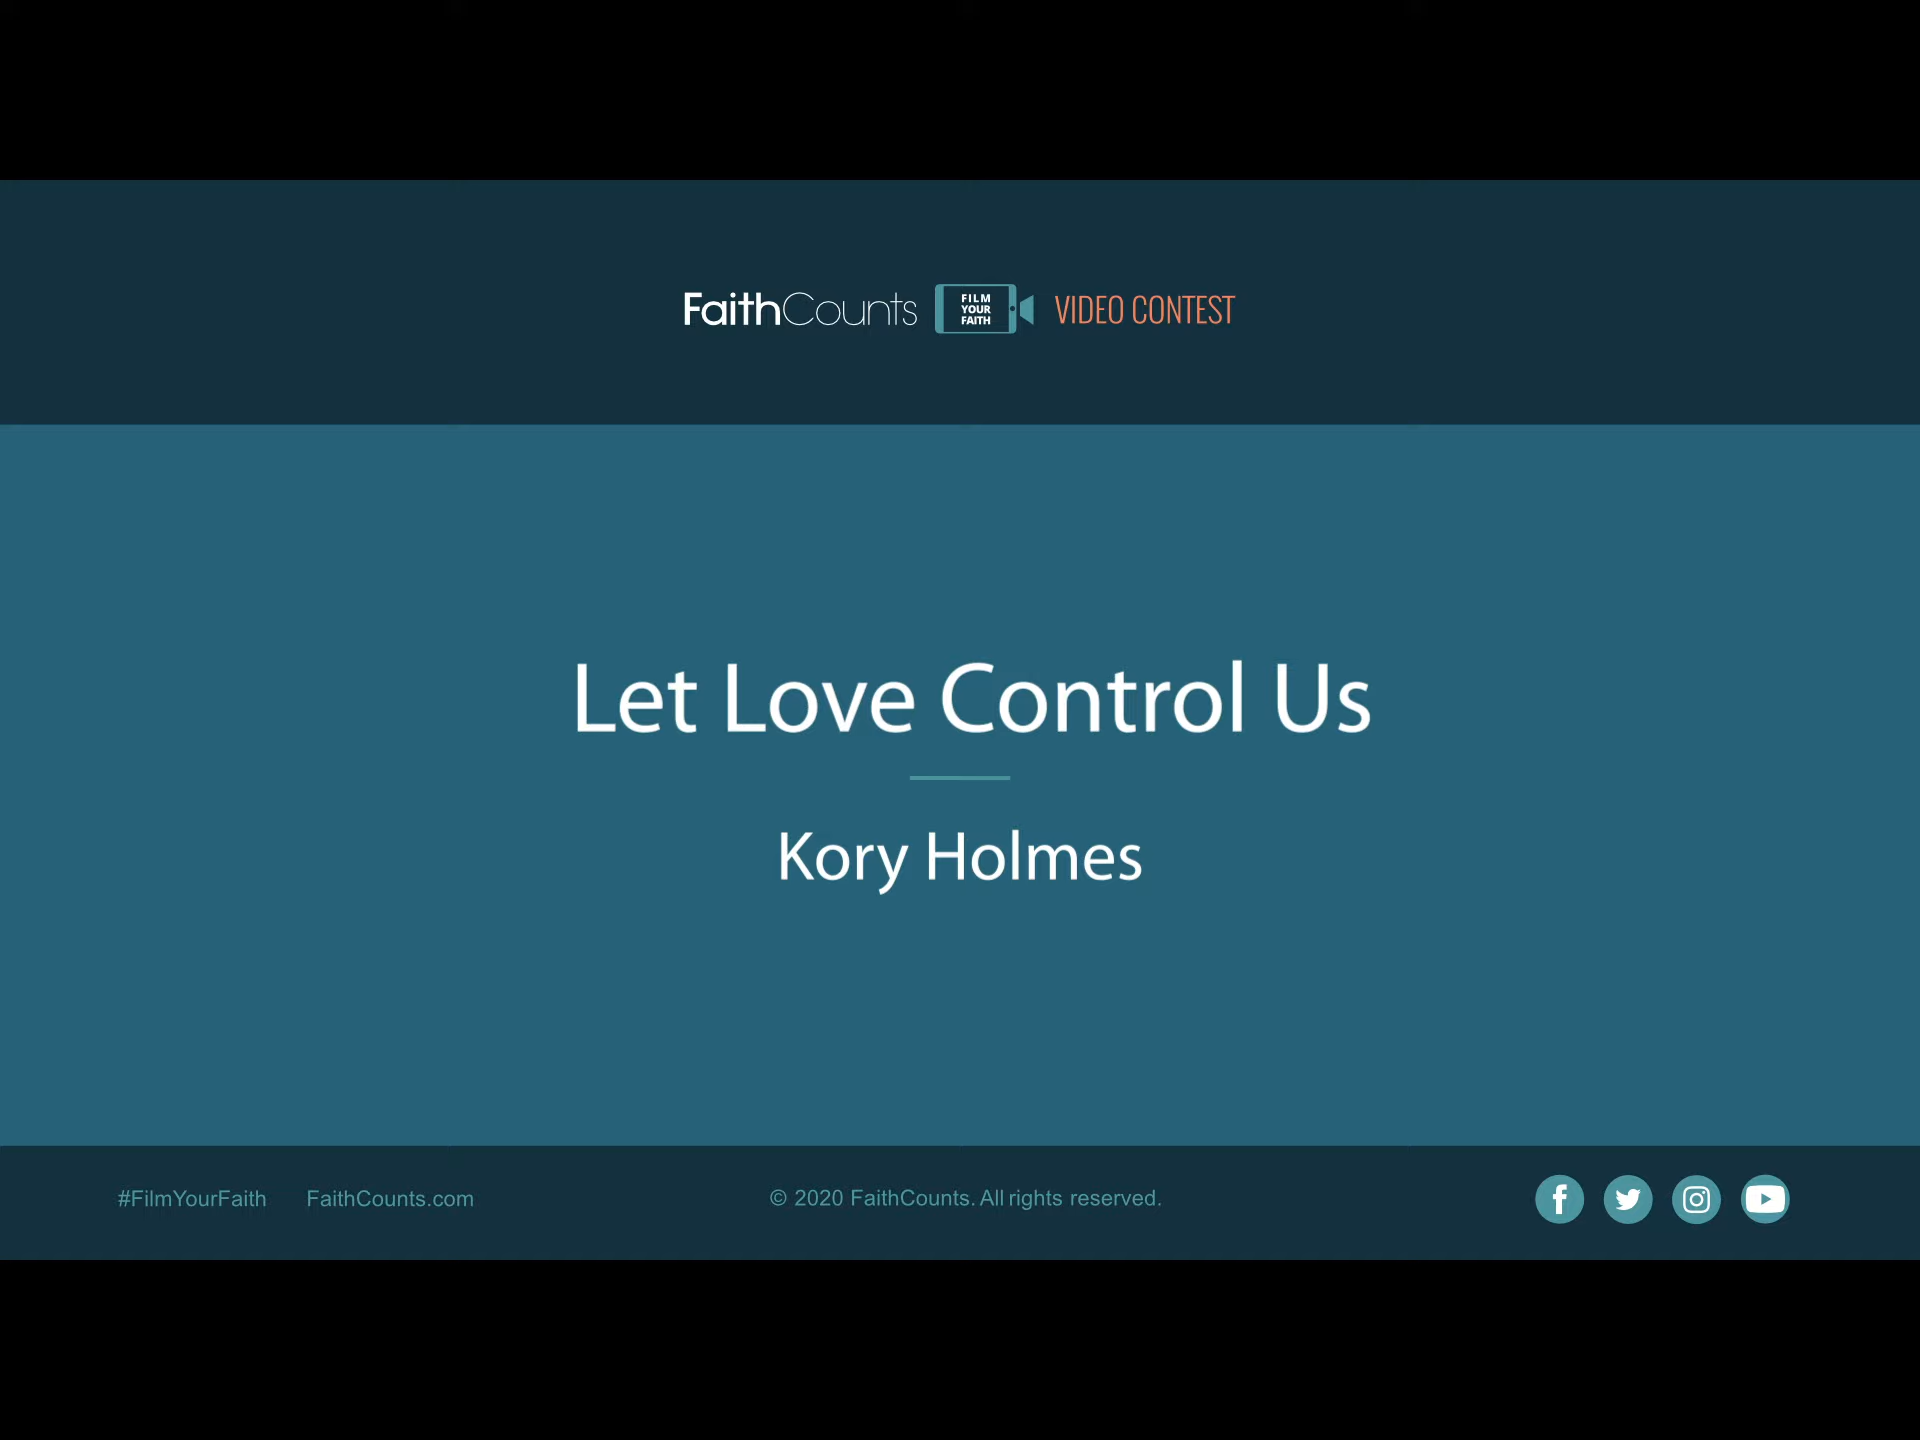 FaithCounts FILM YOUR FAITH VIDEO CONTEST
Let Love Control Us
Kory Holmes
#FilmYourFaith FaithCounts.com © 2020 FaithCounts. All rights reserved.